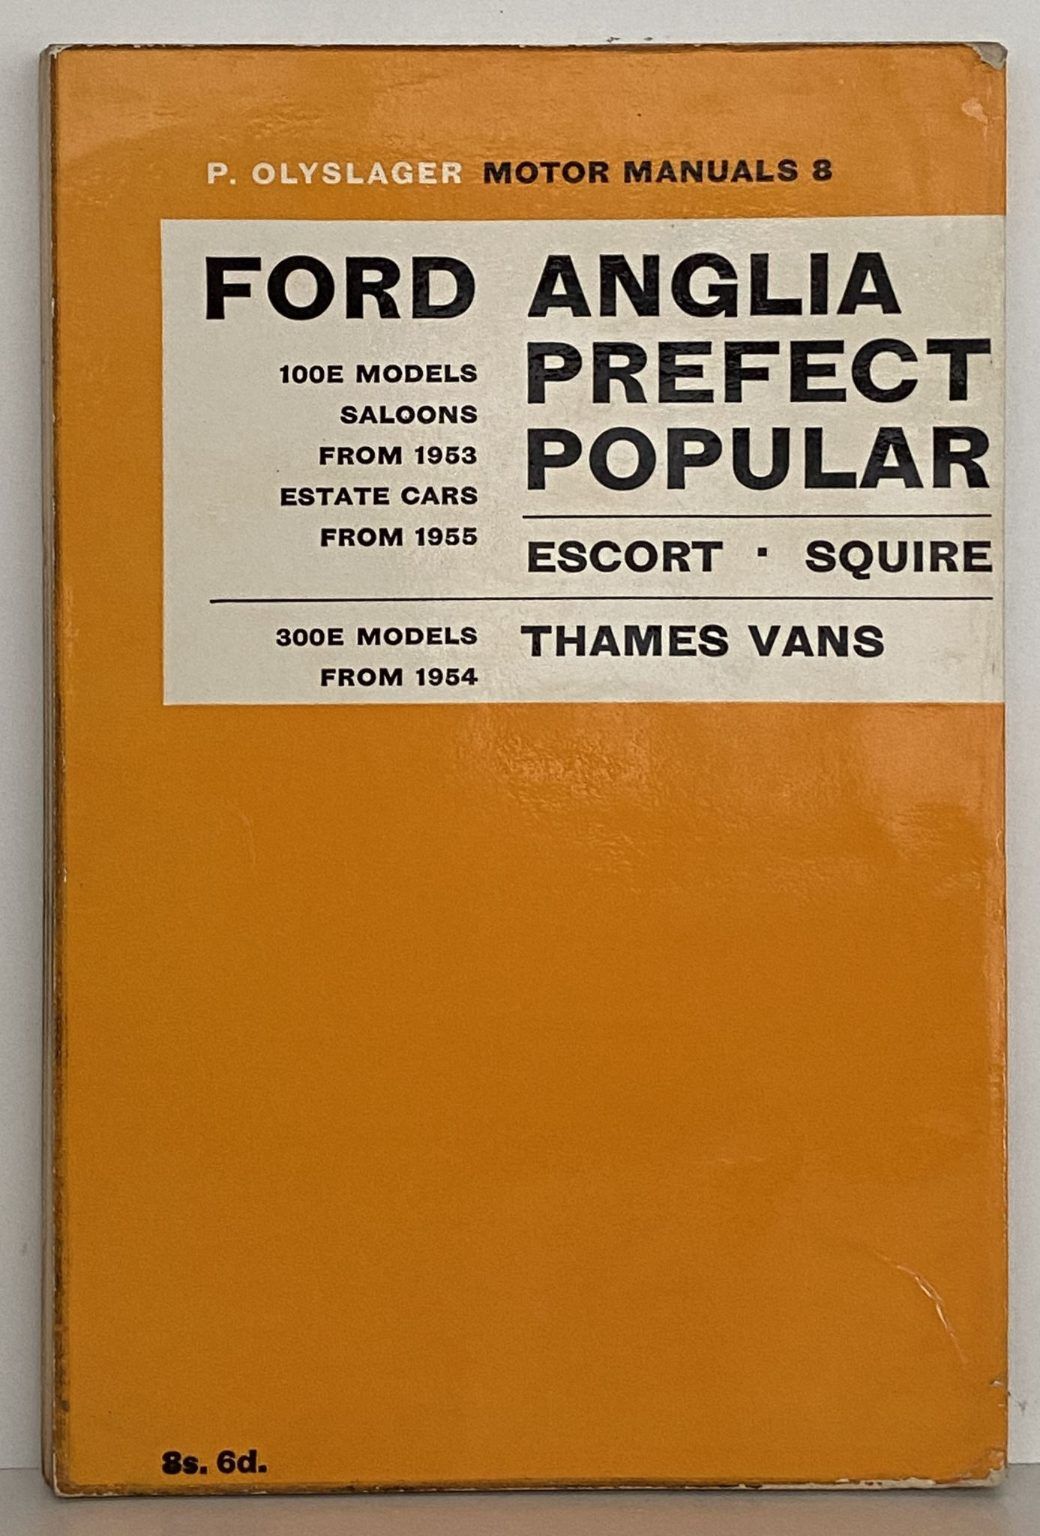 P. OLYSLAGER MOTOR MANUALS 8
FORD ANGLIA
PREFECT
POPULAR
100E MODELS
SALOONS
FROM 1953
ESTATE CARS
FROM 1955
ESCORT · SQUIRE
300E MODELS
FROM 1954
THAMES VANS
8s. 6d.